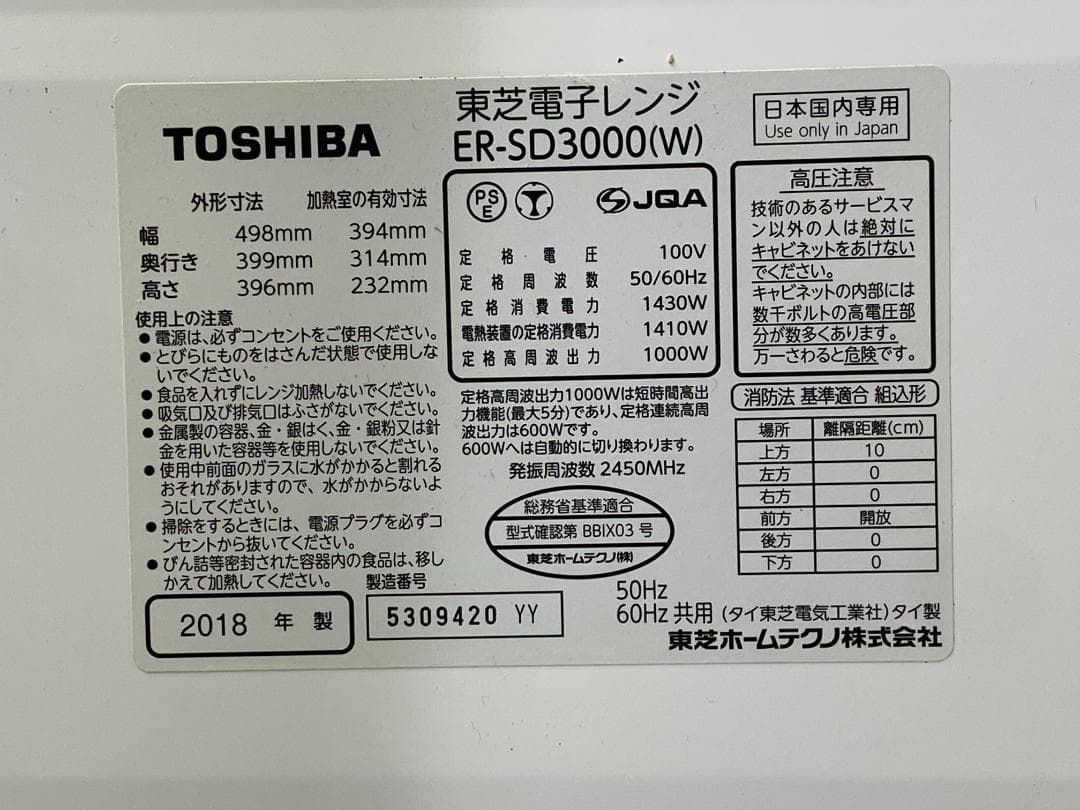 TOSHIBA
東芝電子レンジ
ER-SD3000(W)
日本国内専用
Use only in Japan
外形寸法 加熱室の有効寸法
幅 498mm 394mm
奥行き 399mm 314mm
高さ 396mm 232mm
使用上の注意
● 電源は、必ずコンセントをご使用ください。
● とびらにものをはさんだ状態で使用しな
いでください。
● 食品を入れずにレンジ加熱しないでください。
● 吸気口及び排気口はふさがないでください。
● 金属製の容器、金・銀はく、金・銀粉又は針
金を用いた容器等を使用しないでください。
● 使用中前面のガラスに水がかかると割れる
おそれがありますので、水がかからないよ
うにしてください。
● 掃除をするときには、電源プラグを必ずコ
ンセントから抜いてください。
● びん詰等密封された容器内の食品は、移し
かえて加熱してください。
2018 年 製
製造番号
5309420 YY
PS
E
JQA
定格電圧 100V
定格周波数 50/60Hz
定格消費電力 1430W
電熱装置の定格消費電力 1410W
定格高周波出力 1000W
定格高周波出力1000Wは短時間高出
力機能(最大5分)であり、定格連続高周
波出力は600Wです。
600Wへは自動的に切り換わります。
発振周波数 2450MHz
総務省基準適合
型式確認第 BBIX03 号
東芝ホームテクノ(株)
高圧注意
技術のあるサービスマ
ン以外の人は絶対に
キャビネットをあけない
でください。
キャビネットの内部には
数千ボルトの高電圧部
分が数多くあります。
万一さわると危険です。
消防法 基準適合 組込形
場所 離隔距離(cm)
上方 10
左方 0
右方 0
前方 開放
後方 0
下方 0
50Hz
60Hz 共用 (タイ東芝電気工業社)タイ製
東芝ホームテクノ株式会社